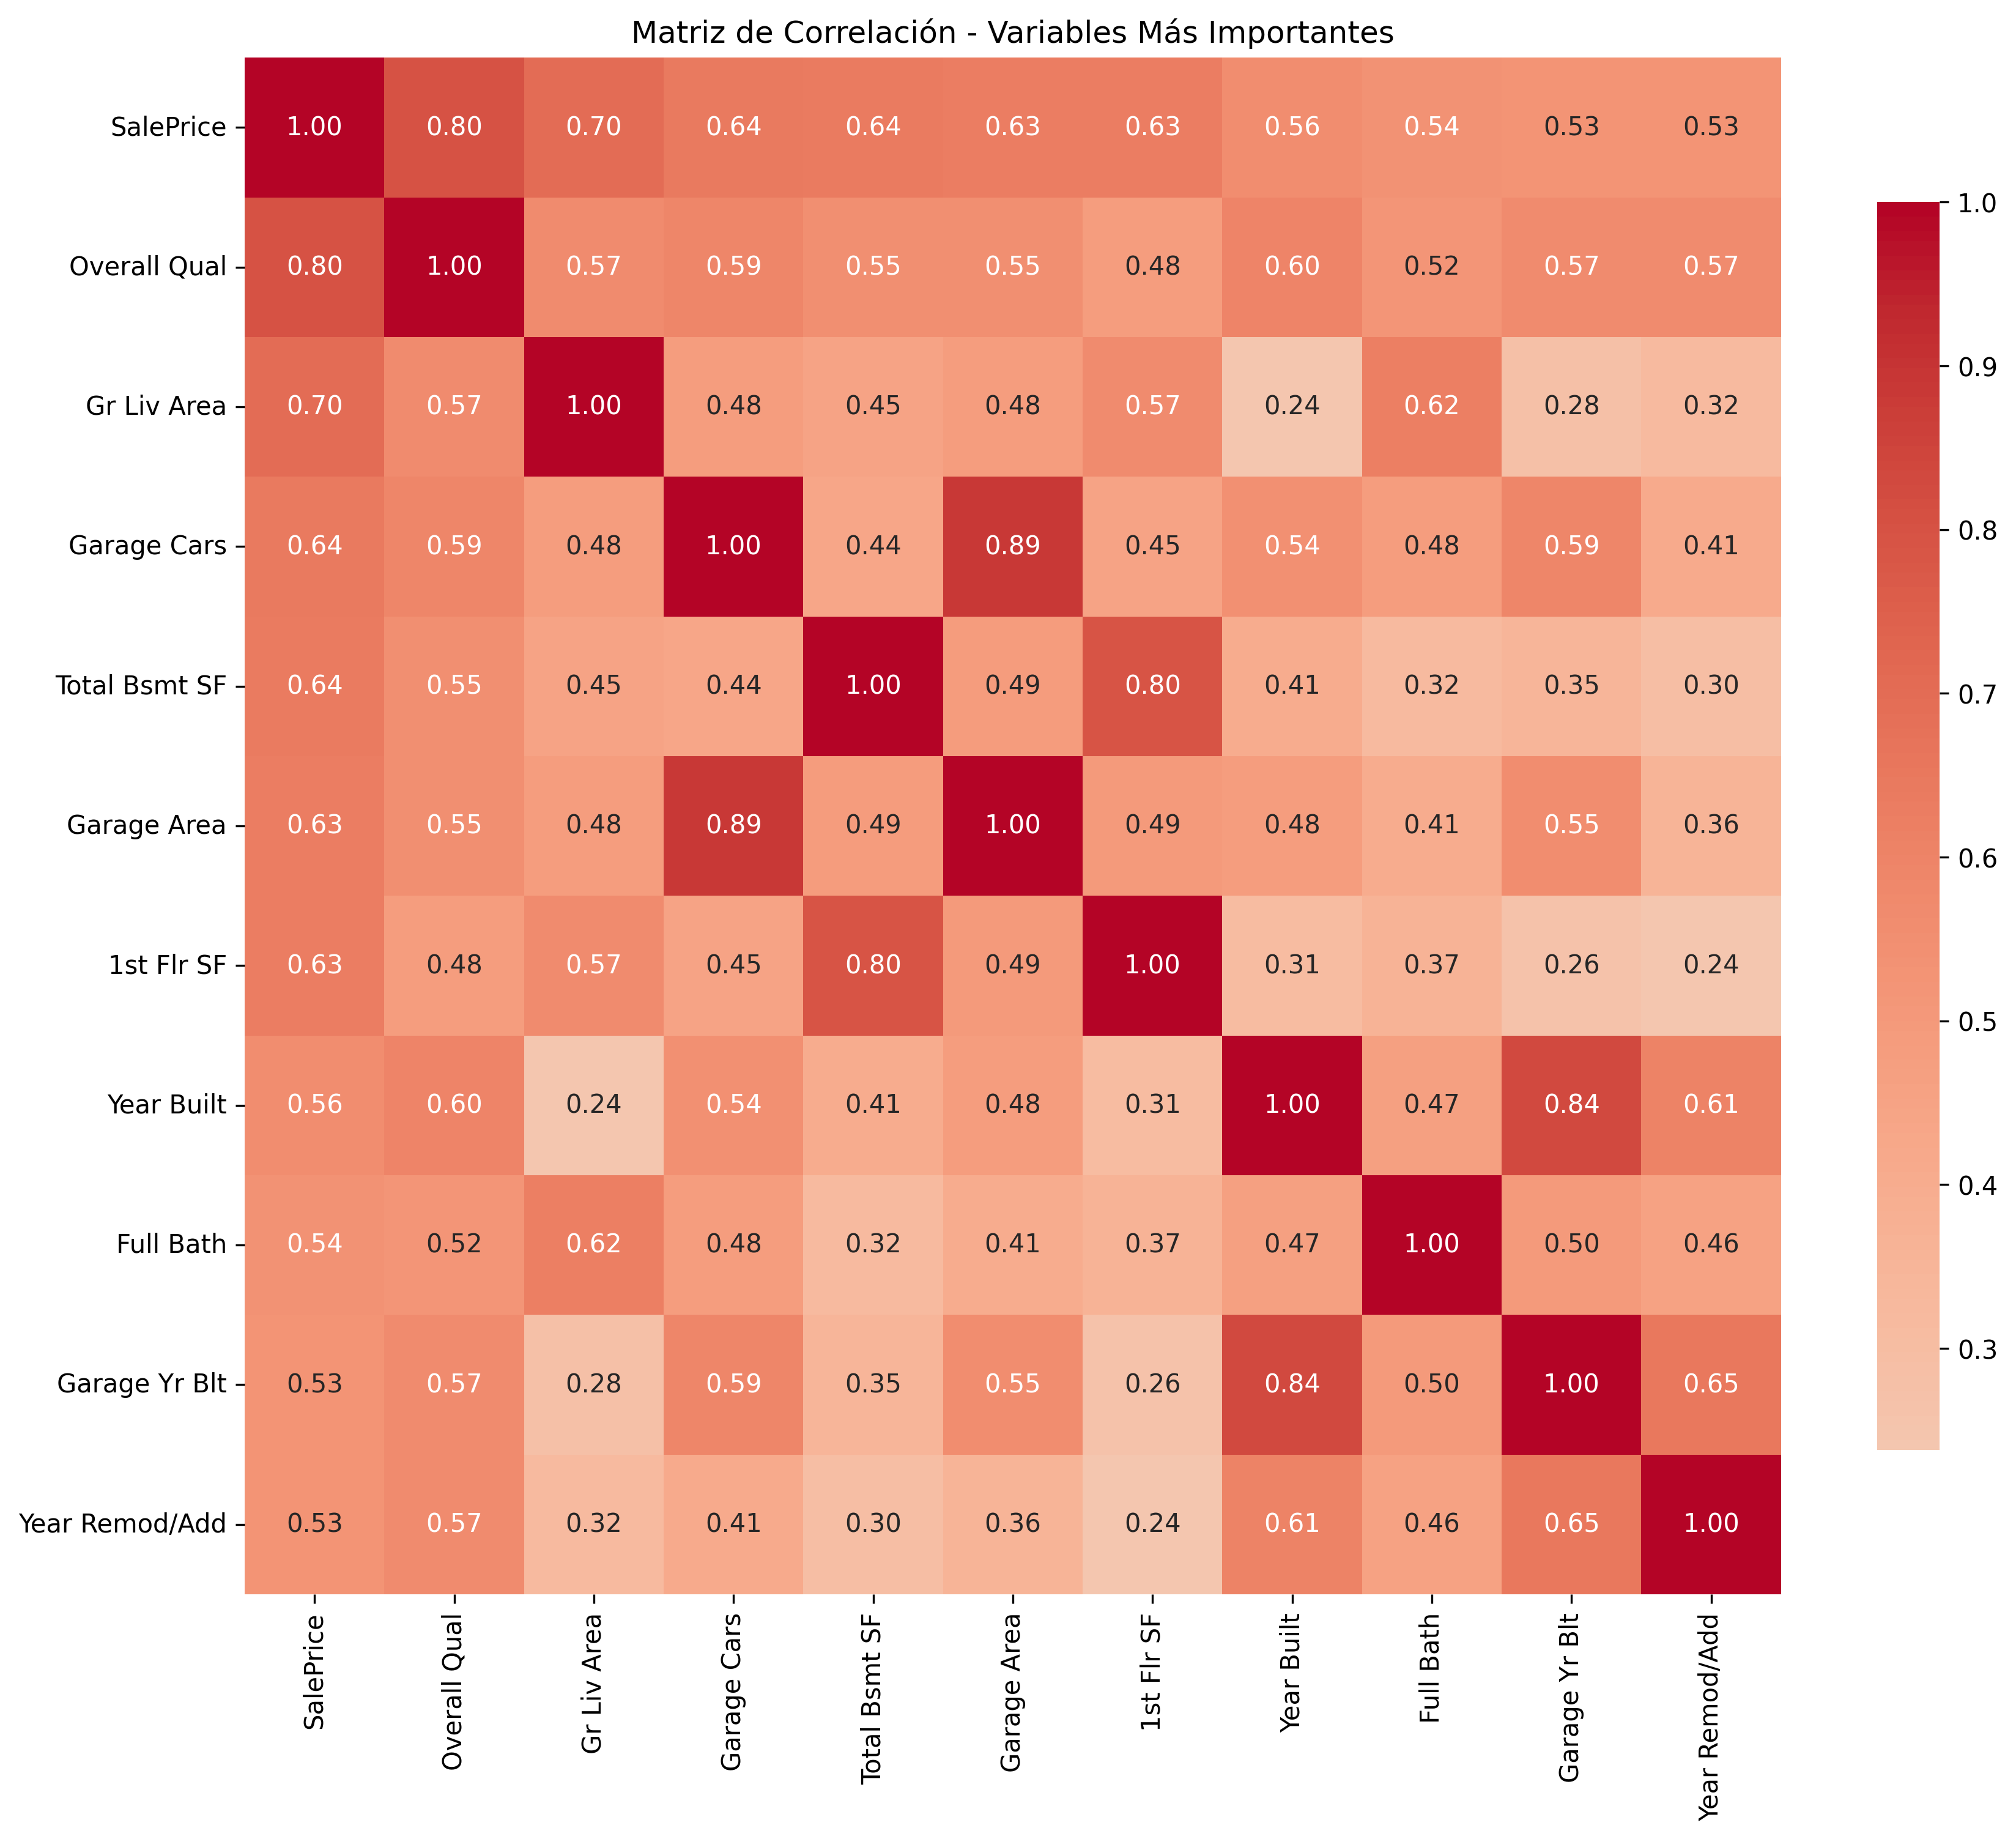 Matriz de Correlación - Variables Más Importantes
SalePrice 1.00 0.80 0.70 0.64 0.64 0.63 0.63 0.56 0.54 0.53 0.53
Overall Qual 0.80 1.00 0.57 0.59 0.55 0.55 0.48 0.60 0.52 0.57 0.57
Gr Liv Area 0.70 0.57 1.00 0.48 0.45 0.48 0.57 0.24 0.62 0.28 0.32
Garage Cars 0.64 0.59 0.48 1.00 0.44 0.89 0.45 0.54 0.48 0.59 0.41
Total Bsmt SF 0.64 0.55 0.45 0.44 1.00 0.49 0.80 0.41 0.32 0.35 0.30
Garage Area 0.63 0.55 0.48 0.89 0.49 1.00 0.49 0.48 0.41 0.55 0.36
1st Flr SF 0.63 0.48 0.57 0.45 0.80 0.49 1.00 0.31 0.37 0.26 0.24
Year Built 0.56 0.60 0.24 0.54 0.41 0.48 0.31 1.00 0.47 0.84 0.61
Full Bath 0.54 0.52 0.62 0.48 0.32 0.41 0.37 0.47 1.00 0.50 0.46
Garage Yr Blt 0.53 0.57 0.28 0.59 0.35 0.55 0.26 0.84 0.50 1.00 0.65
Year Remod/Add 0.53 0.57 0.32 0.41 0.30 0.36 0.24 0.61 0.46 0.65 1.00
SalePrice
Overall Qual
Gr Liv Area
Garage Cars
Total Bsmt SF
Garage Area
1st Flr SF
Year Built
Full Bath
Garage Yr Blt
Year Remod/Add
1.0
0.9
0.8
0.7
0.6
0.5
0.4
0.3